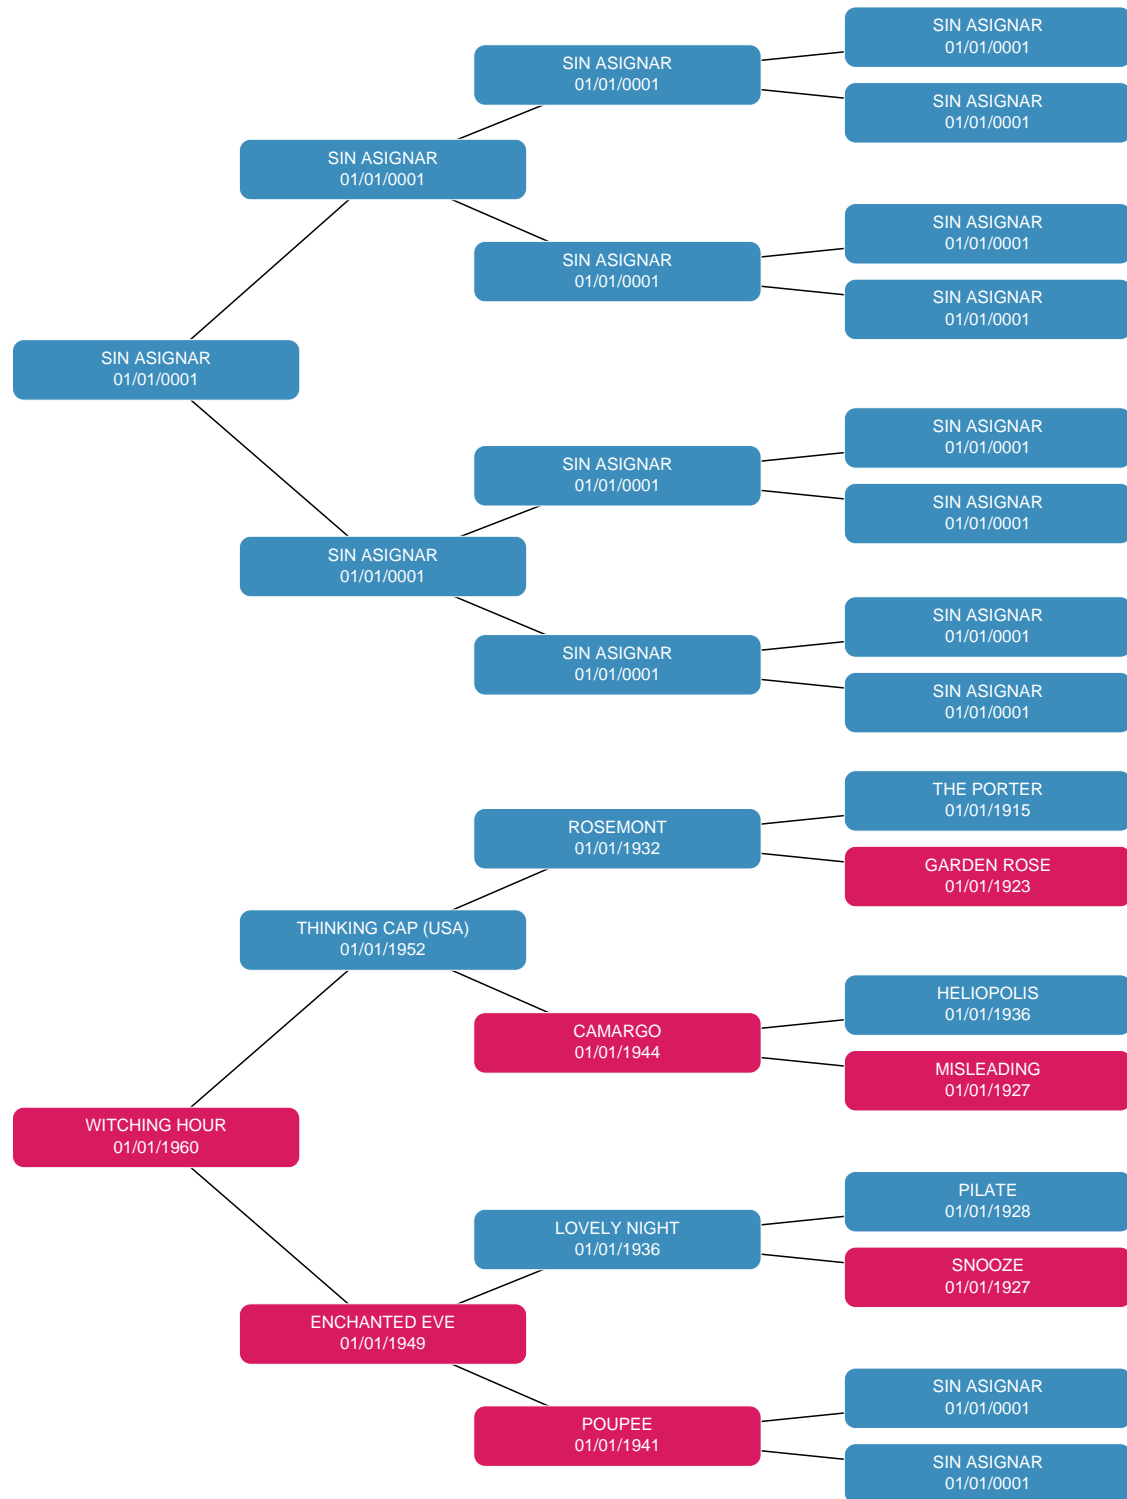 SIN ASIGNAR
01/01/0001
SIN ASIGNAR
01/01/0001
SIN ASIGNAR
01/01/0001
SIN ASIGNAR
01/01/0001
SIN ASIGNAR
01/01/0001
SIN ASIGNAR
01/01/0001
SIN ASIGNAR
01/01/0001
SIN ASIGNAR
01/01/0001
SIN ASIGNAR
01/01/0001
SIN ASIGNAR
01/01/0001
SIN ASIGNAR
01/01/0001
SIN ASIGNAR
01/01/0001
SIN ASIGNAR
01/01/0001
SIN ASIGNAR
01/01/0001
SIN ASIGNAR
01/01/0001
THE PORTER
01/01/1915
ROSEMONT
01/01/1932
GARDEN ROSE
01/01/1923
THINKING CAP (USA)
01/01/1952
HELIOPOLIS
01/01/1936
CAMARGO
01/01/1944
MISLEADING
01/01/1927
WITCHING HOUR
01/01/1960
PILATE
01/01/1928
LOVELY NIGHT
01/01/1936
SNOOZE
01/01/1927
ENCHANTED EVE
01/01/1949
SIN ASIGNAR
01/01/0001
POUPEE
01/01/1941
SIN ASIGNAR
01/01/0001